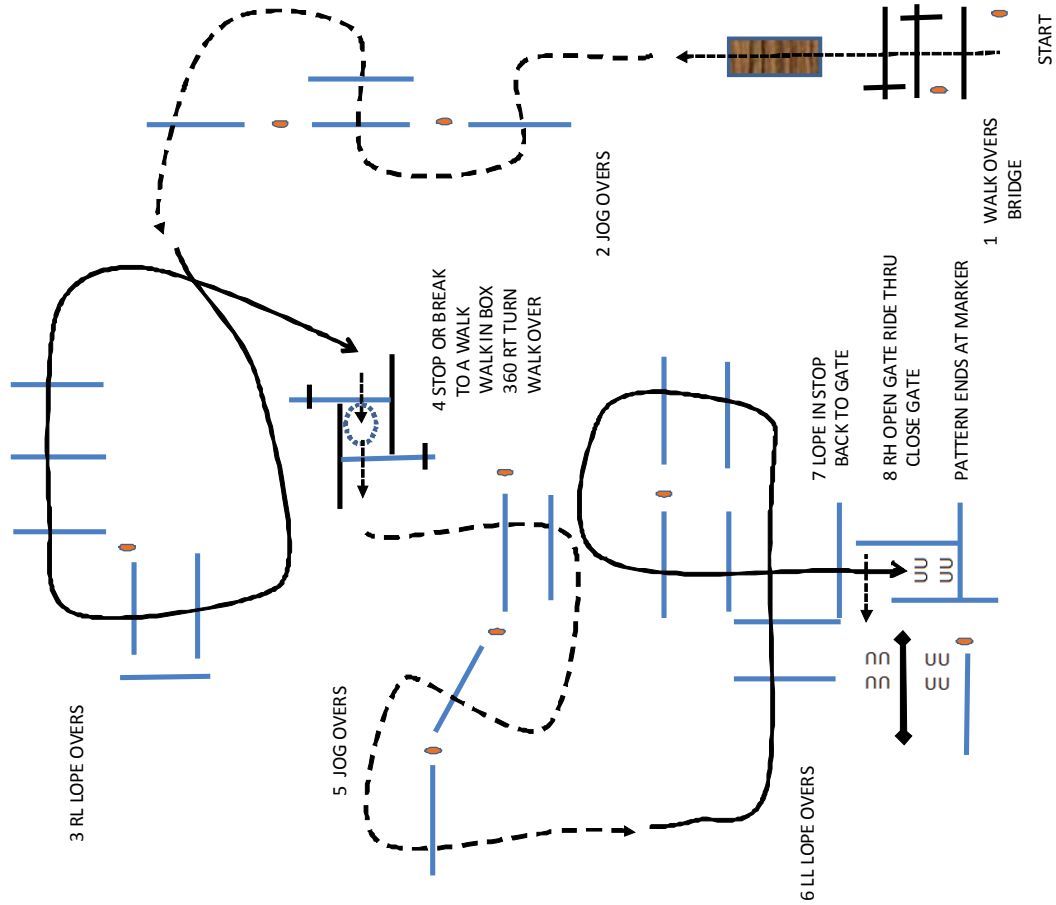 START
1 WALK OVERS
BRIDGE
2 JOG OVERS
3 RL LOPE OVERS
4 STOP OR BREAK
TO A WALK
WALK IN BOX
360 RT TURN
WALKOVER
5 JOG OVERS
6 LL LOPE OVERS
7 LOPE IN STOP
BACK TO GATE
8 RH OPEN GATE RIDE THRU
CLOSE GATE
PATTERN ENDS AT MARKER